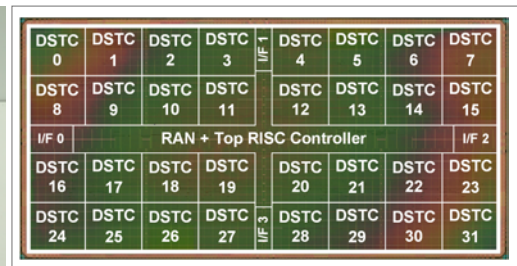 DSTC 0
DSTC 1
DSTC 2
DSTC 3
I/F 1
DSTC 4
DSTC 5
DSTC 6
DSTC 7
DSTC 8
DSTC 9
DSTC 10
DSTC 11
DSTC 12
DSTC 13
DSTC 14
DSTC 15
I/F 0
RAN + Top RISC Controller
I/F 2
DSTC 16
DSTC 17
DSTC 18
DSTC 19
DSTC 20
DSTC 21
DSTC 22
DSTC 23
DSTC 24
DSTC 25
DSTC 26
DSTC 27
I/F 3
DSTC 28
DSTC 29
DSTC 30
DSTC 31